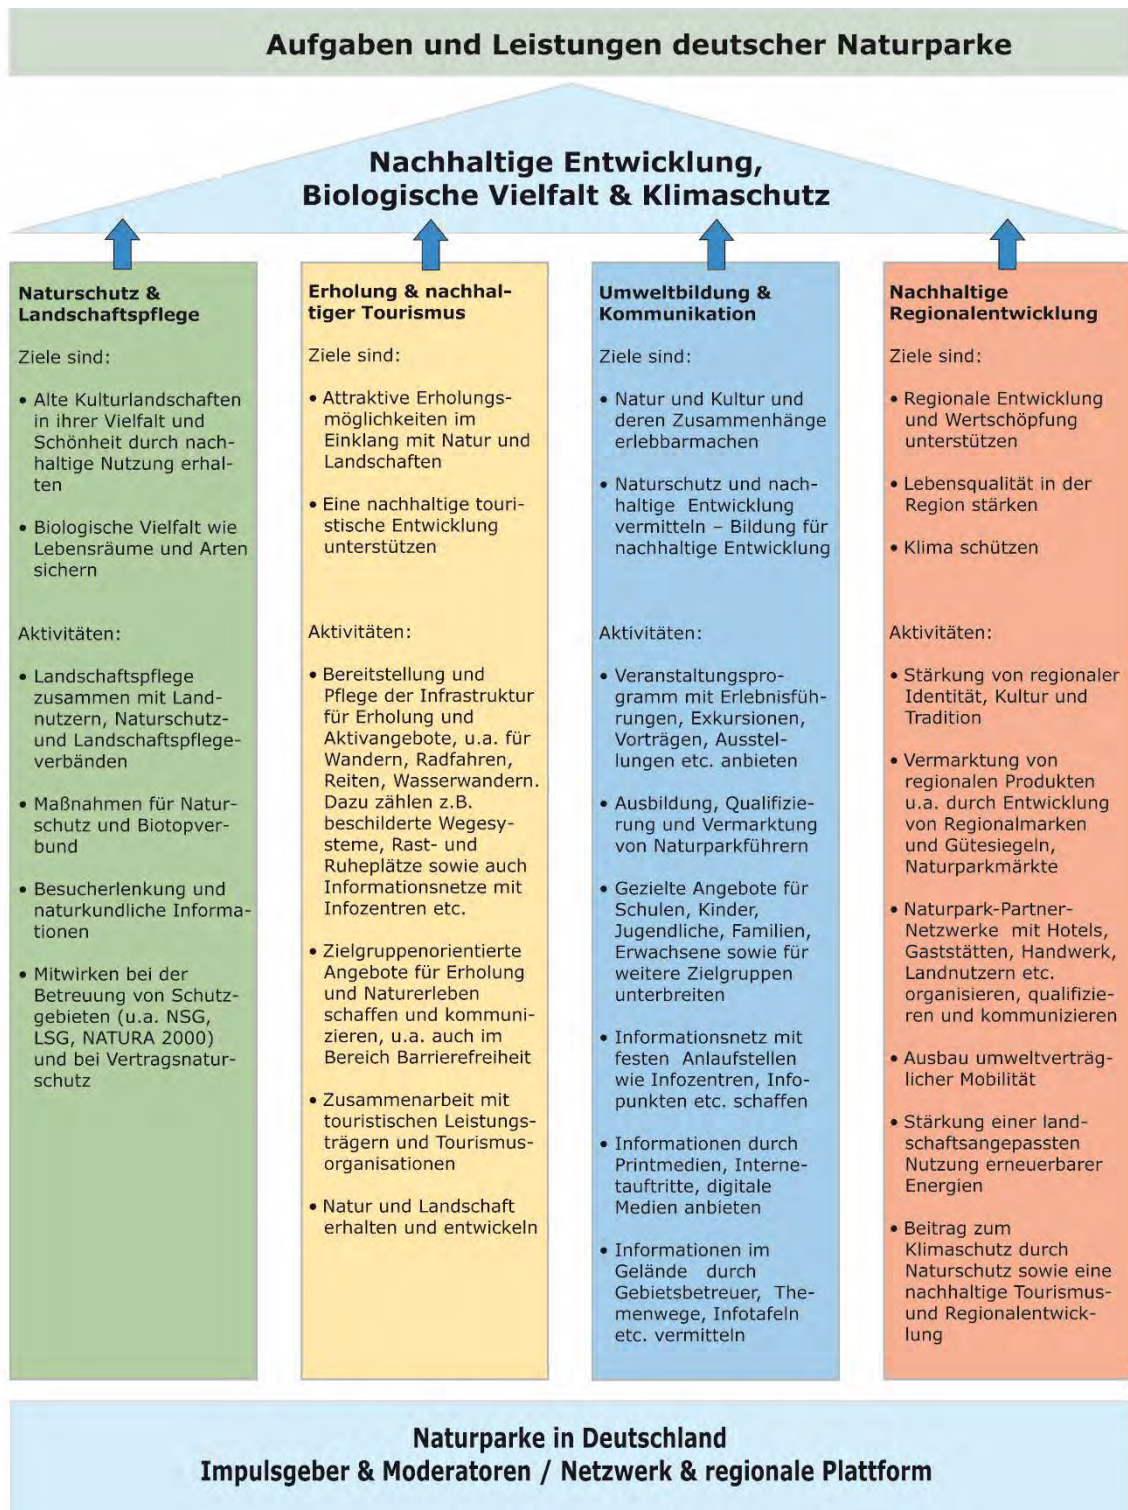 Aufgaben und Leistungen deutscher Naturparke
Nachhaltige Entwicklung,
Biologische Vielfalt & Klimaschutz
Naturschutz &
Landschaftspflege
Ziele sind:
• Alte Kulturlandschaften
in ihrer Vielfalt und
Schönheit durch nach-
haltige Nutzung erhal-
ten
• Biologische Vielfalt wie
Lebensräume und Arten
sichern
Aktivitäten:
• Landschaftspflege
zusammen mit Land-
nutzern, Naturschutz-
und Landschaftspflege-
verbänden
• Maßnahmen für Natur-
schutz und Biotopver-
bund
• Besucherlenkung und
naturkundliche Informa-
tionen
• Mitwirken bei der
Betreuung von Schutz-
gebieten (u.a. NSG,
LSG, NATURA 2000)
und bei Vertragsnatur-
schutz
Erholung & nachhal-
tiger Tourismus
Ziele sind:
• Attraktive Erholungs-
möglichkeiten im
Einklang mit Natur und
Landschaften
• Eine nachhaltige touri-
stische Entwicklung
unterstützen
Aktivitäten:
• Bereitstellung und
Pflege der Infrastruktur
für Erholung und
Aktivangebote, u.a. für
Wandern, Radfahren,
Reiten, Wasserwandern.
Dazu zählen z.B.
beschilderte Wegesy-
steme, Rast- und
Ruheplätze sowie auch
Informationsnetze mit
Infozentren etc.
• Zielgruppenorientierte
Angebote für Erholung
und Naturerleben
schaffen und kommuni-
zieren, u.a. auch im
Bereich Barrierefreiheit
• Zusammenarbeit mit
touristischen Leistungs-
trägern und Tourismus-
organisationen
• Natur und Landschaft
erhalten und entwickeln
Umweltbildung &
Kommunikation
Ziele sind:
• Natur und Kultur und
deren Zusammenhänge
erlebbarmachen
• Naturschutz und nach-
haltige Entwicklung
vermitteln – Bildung für
nachhaltige Entwicklung
Aktivitäten:
• Veranstaltungspro-
gramm mit Erlebnisfüh-
rungen, Exkursionen,
Vorträgen, Ausstel-
lungen etc. anbieten
• Ausbildung, Qualifizie-
rung und Vermarktung
von Naturparkführern
• Gezielte Angebote für
Schulen, Kinder,
Jugendliche, Familien,
Erwachsene sowie für
weitere Zielgruppen
unterbreiten
• Informationsnetz mit
festen Anlaufstellen
wie Infozentren, Info-
punkten etc. schaffen
• Informationen durch
Printmedien, Interne-
tauftritte, digitale
Medien anbieten
• Informationen im
Gelände durch
Gebietsbetreuer, The-
menwege, Infotafeln
etc. vermitteln
Nachhaltige
Regionalentwicklung
Ziele sind:
• Regionale Entwicklung
und Wertschöpfung
unterstützen
• Lebensqualität in der
Region stärken
• Klima schützen
Aktivitäten:
• Stärkung von regionaler
Identität, Kultur und
Tradition
• Vermarktung von
regionalen Produkten
u.a. durch Entwicklung
von Regionalmarken
und Gütesiegeln,
Naturparkmärkte
• Naturpark-Partner-
Netzwerke mit Hotels,
Gaststätten, Handwerk,
Landnutzern etc.
organisieren, qualifizie-
ren und kommunizieren
• Ausbau umweltverträg-
licher Mobilität
• Stärkung einer land-
schaftsangepassten
Nutzung erneuerbarer
Energien
• Beitrag zum
Klimaschutz durch
Naturschutz sowie eine
nachhaltige Tourismus-
und Regionalentwick-
lung
Naturparke in Deutschland
Impulsgeber & Moderatoren / Netzwerk & regionale Plattform